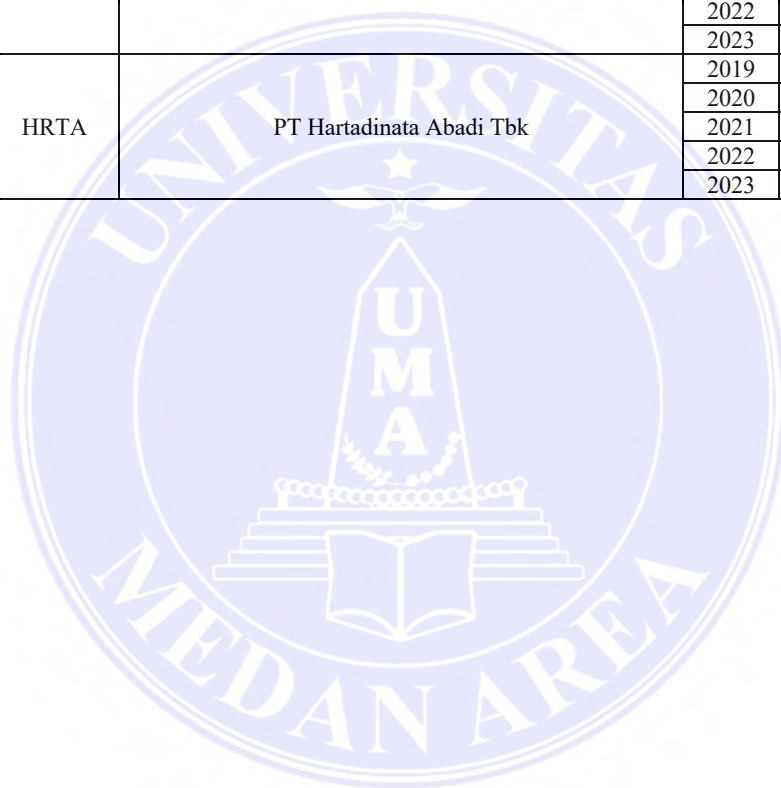 2022
2023
2019
2020
HRTA PT Hartadinata Abadi Tbk 2021
2022
2023
UNIVERSITAS
U
M
A
MEDAN AREA